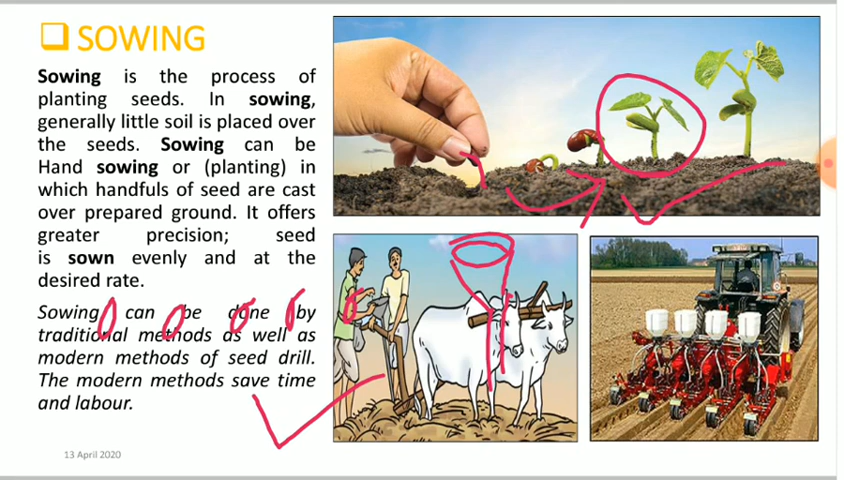 SOWING
Sowing is the process of
planting seeds. In sowing,
generally little soil is placed over
the seeds. Sowing can be
Hand sowing or (planting) in
which handfuls of seed are cast
over prepared ground. It offers
greater precision; seed
is sown evenly and at the
desired rate.
Sowing can be done by
traditional methods as well as
modern methods of seed drill.
The modern methods save time
and labour.
13 April 2020